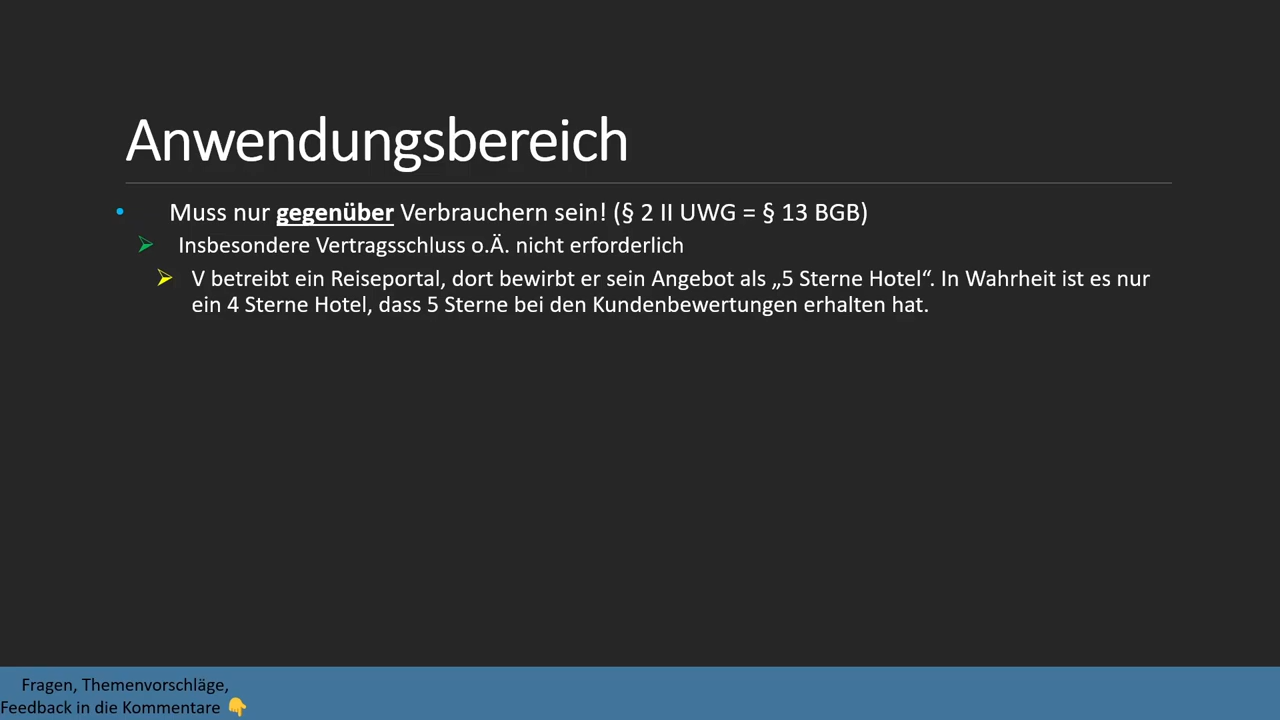 Anwendungsbereich
• Muss nur gegenüber Verbrauchern sein! (§ 2 II UWG = § 13 BGB)
➢ Insbesondere Vertragsschluss o.Ä. nicht erforderlich
➢ V betreibt ein Reiseportal, dort bewirbt er sein Angebot als „5 Sterne Hotel“. In Wahrheit ist es nur
ein 4 Sterne Hotel, dass 5 Sterne bei den Kundenbewertungen erhalten hat.
Fragen, Themenvorschläge,
Feedback in die Kommentare 👇